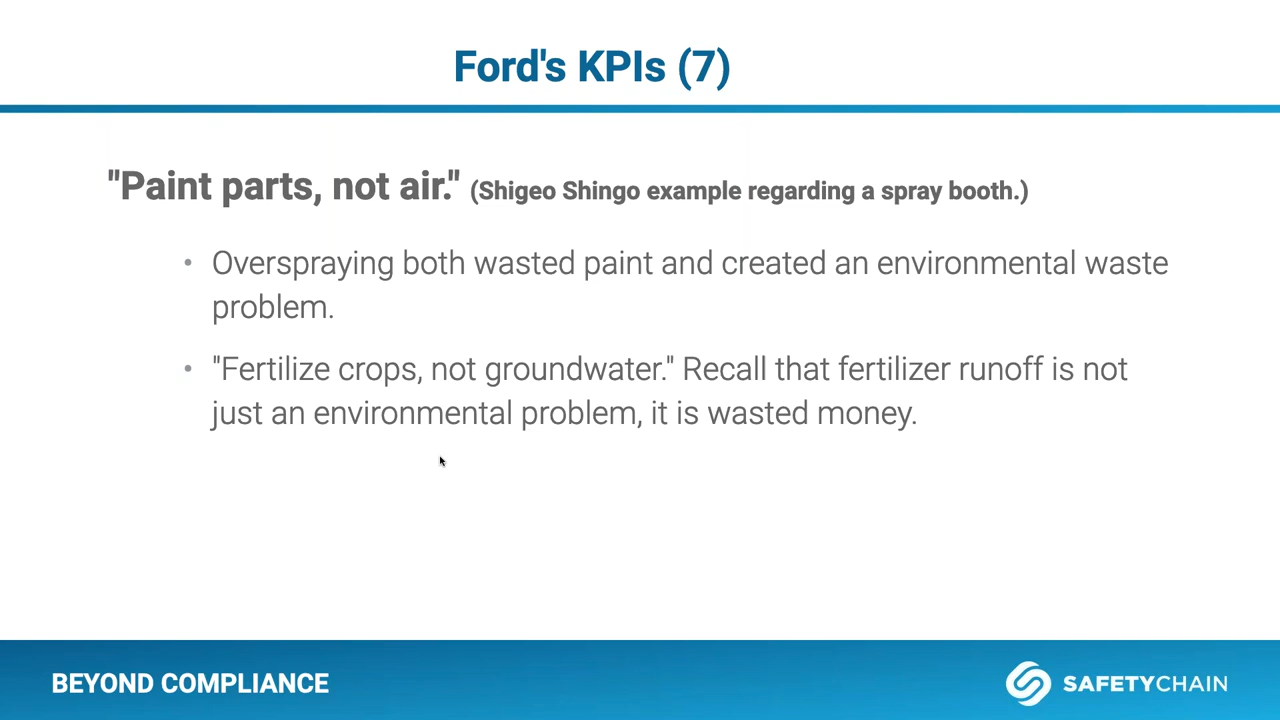 Ford's KPIs (7)
"Paint parts, not air." (Shigeo Shingo example regarding a spray booth.)
• Overspraying both wasted paint and created an environmental waste
problem.
• "Fertilize crops, not groundwater." Recall that fertilizer runoff is not
just an environmental problem, it is wasted money.
BEYOND COMPLIANCE
SAFETYCHAIN